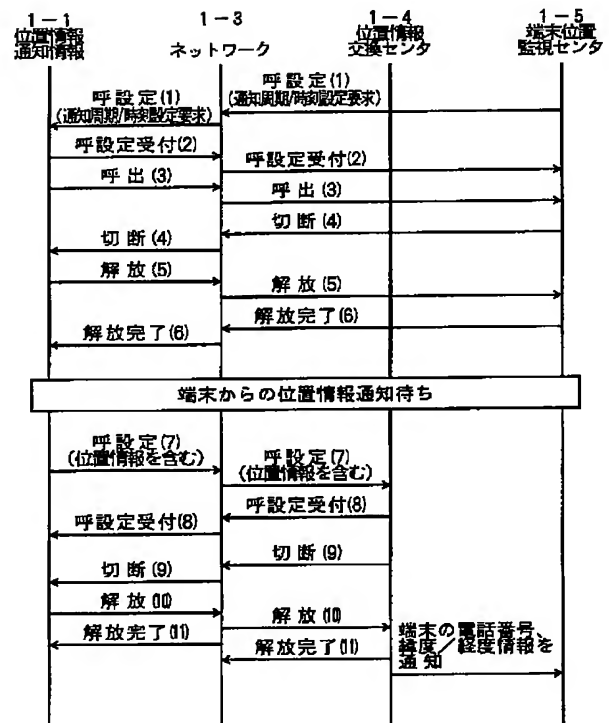 1－1
位置情報
通知情報
1－3
ネットワーク
1－4
位置情報
交換センタ
1－5
端末位置
監視センタ
呼設定(1)
(通知周期/時刻設定要求)
呼設定(1)
(通知周期/時刻設定要求)
呼設定受付(2)
呼設定受付(2)
呼出(3)
呼出(3)
切断(4)
切断(4)
解放(5)
解放(5)
解放完了(6)
解放完了(6)
端末からの位置情報通知待ち
呼設定(7)
(位置情報を含む)
呼設定(7)
(位置情報を含む)
呼設定受付(8)
呼設定受付(8)
切断(9)
切断(9)
解放(10)
解放(10)
解放完了(11)
解放完了(11)
端末の電話番号、
緯度／経度情報を
通知